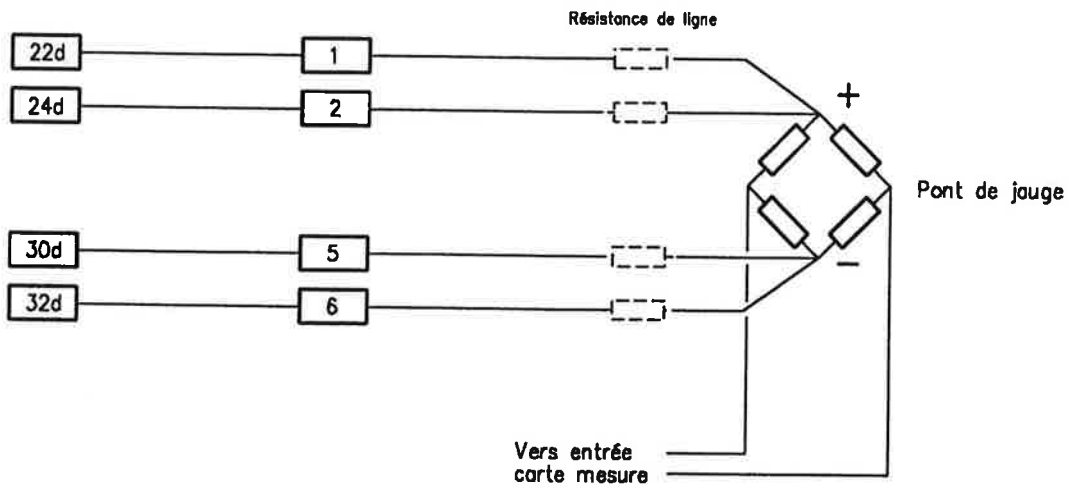 Résistance de ligne
22d 1
24d 2
+
Pont de jauge
30d 5
-
32d 6
Vers entrée
carte mesure